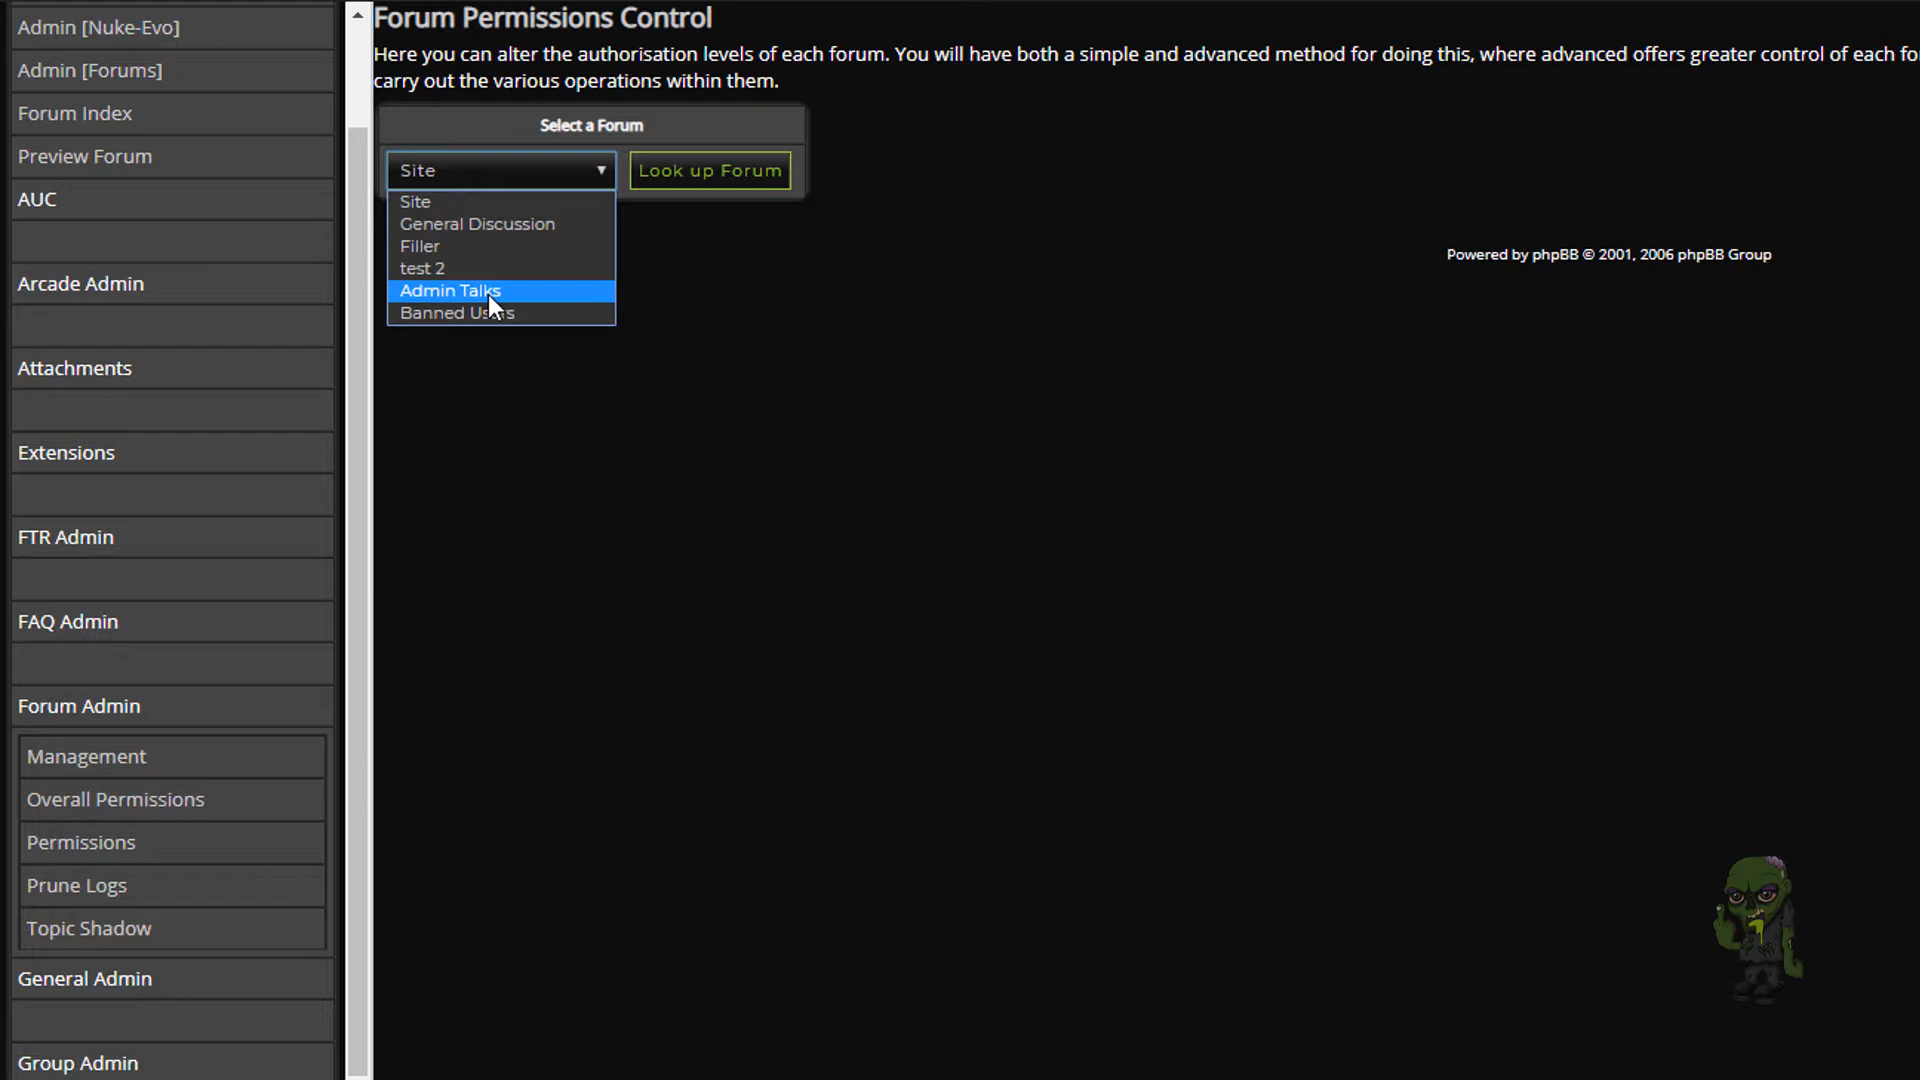 Admin [Nuke-Evo]
Admin [Forums]
Forum Index
Preview Forum
AUC
Arcade Admin
Attachments
Extensions
FTR Admin
FAQ Admin
Forum Admin
Management
Overall Permissions
Permissions
Prune Logs
Topic Shadow
General Admin
Group Admin
Forum Permissions Control
Here you can alter the authorisation levels of each forum. You will have both a simple and advanced method for doing this, where advanced offers greater control of each
carry out the various operations within them.
Select a Forum
Site
Look up Forum
Site
General Discussion
Filler
test 2
Admin Talks
Banned Users
Powered by phpBB © 2001, 2006 phpBB Group